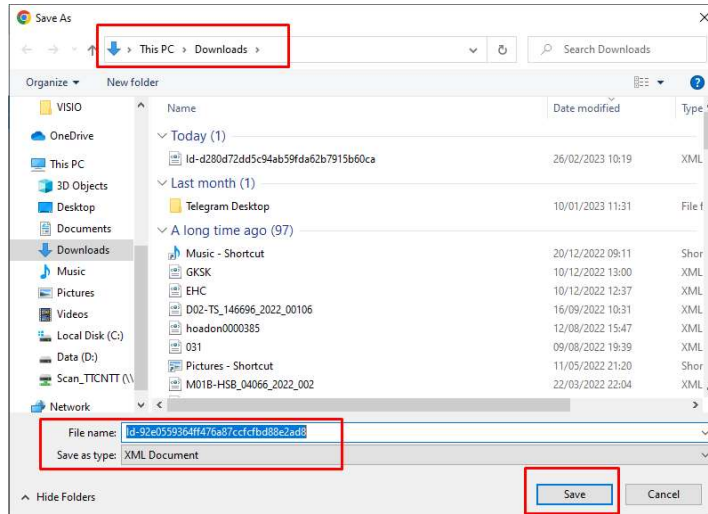 Save As
This PC > Downloads >
Search Downloads
Organize
New folder
VISIO
OneDrive
This PC
3D Objects
Desktop
Documents
Downloads
Music
Pictures
Videos
Local Disk (C:)
Data (D:)
Scan_TTCNTT (\\
Network
Name Date modified Type
Today (1)
Id-d280d72dd5c94ab59fda62b7915b60ca 26/02/2023 10:19 XML
Last month (1)
Telegram Desktop 10/01/2023 11:31 File f
A long time ago (97)
Music - Shortcut 20/12/2022 09:11 Shor
GKSK 10/12/2022 13:00 XML
EHC 10/12/2022 12:37 XML
D02-TS_146696_2022_00106 16/09/2022 10:31 XML
hoadon0000385 12/08/2022 15:47 XML
031 09/08/2022 19:39 XML
Pictures - Shortcut 11/05/2022 21:20 Shor
M01B-HSB_04066_2022_002 22/03/2022 22:04 XML
File name: Id-92e0559364ff476a87ccfcfbd88e2ad8
Save as type: XML Document
Hide Folders
Save
Cancel